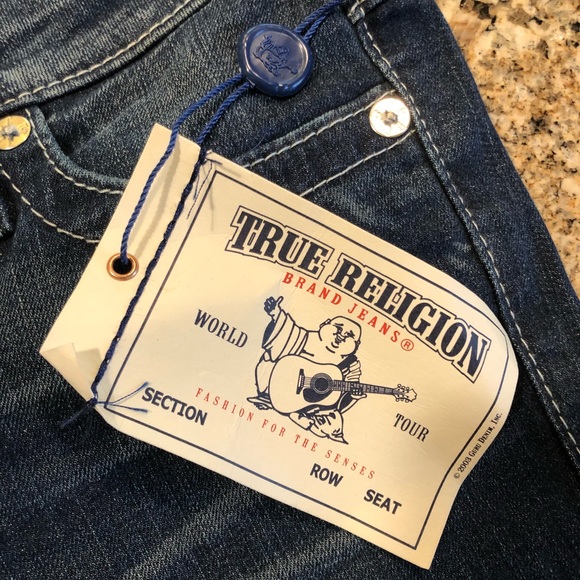 TRUE RELIGION
BRAND JEANS®
WORLD TOUR
FASHION FOR THE SENSES
SECTION ROW SEAT
© 2003 GURU DENIM, INC.